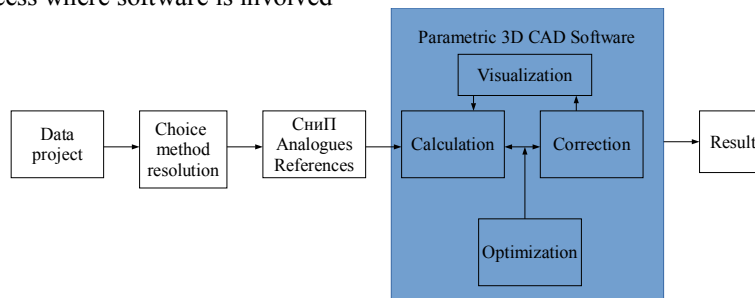 where software is involved
Parametric 3D CAD Software
Visualization
Data
project
Choice
method
resolution
СниП
Analogues
References
Calculation
Correction
Result
Optimization